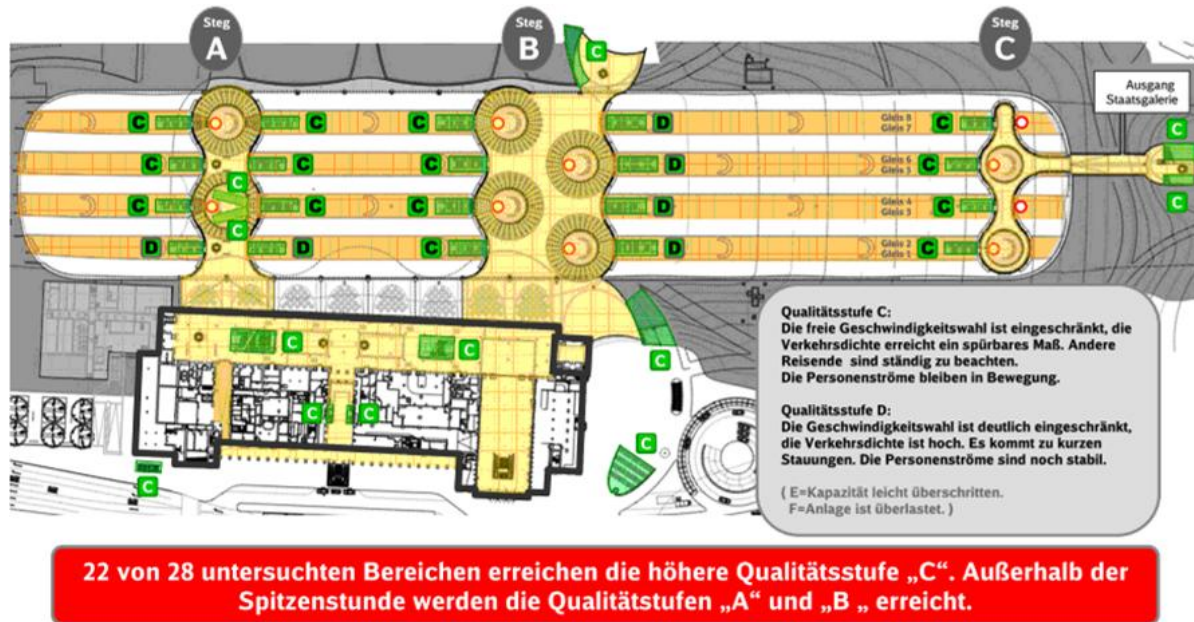 Steg
A
Steg
B
Steg
C
C
Ausgang
Staatsgalerie
C
C
C
C
D
Gleis 8
Gleis 7
C
C
C
C
C
D
Gleis 6
Gleis 5
C
C
C
C
C
C
Gleis 4
Gleis 3
C
C
D
D
C
D
Gleis 2
Gleis 1
C
C
C
C
C
C
C
C
Qualitätsstufe C:
Die freie Geschwindigkeitswahl ist eingeschränkt, die
Verkehrsdichte erreicht ein spürbares Maß. Andere
Reisende sind ständig zu beachten.
Die Personenströme bleiben in Bewegung.
Qualitätsstufe D:
Die Geschwindigkeitswahl ist deutlich eingeschränkt,
die Verkehrsdichte ist hoch. Es kommt zu kurzen
Stauungen. Die Personenströme sind noch stabil.
( E=Kapazität leicht überschritten.
F=Anlage ist überlastet. )
22 von 28 untersuchten Bereichen erreichen die höhere Qualitätsstufe „C“. Außerhalb der
Spitzenstunde werden die Qualitätstufen „A“ und „B „ erreicht.